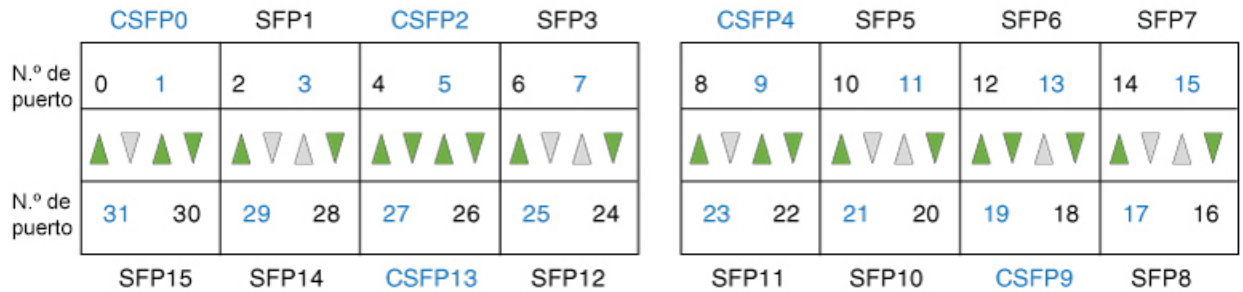 CSFP0 SFP1 CSFP2 SFP3 CSFP4 SFP5 SFP6 SFP7
N.º de
puerto
0 1 2 3 4 5 6 7 8 9 10 11 12 13 14 15
N.º de
puerto
31 30 29 28 27 26 25 24 23 22 21 20 19 18 17 16
SFP15 SFP14 CSFP13 SFP12 SFP11 SFP10 CSFP9 SFP8